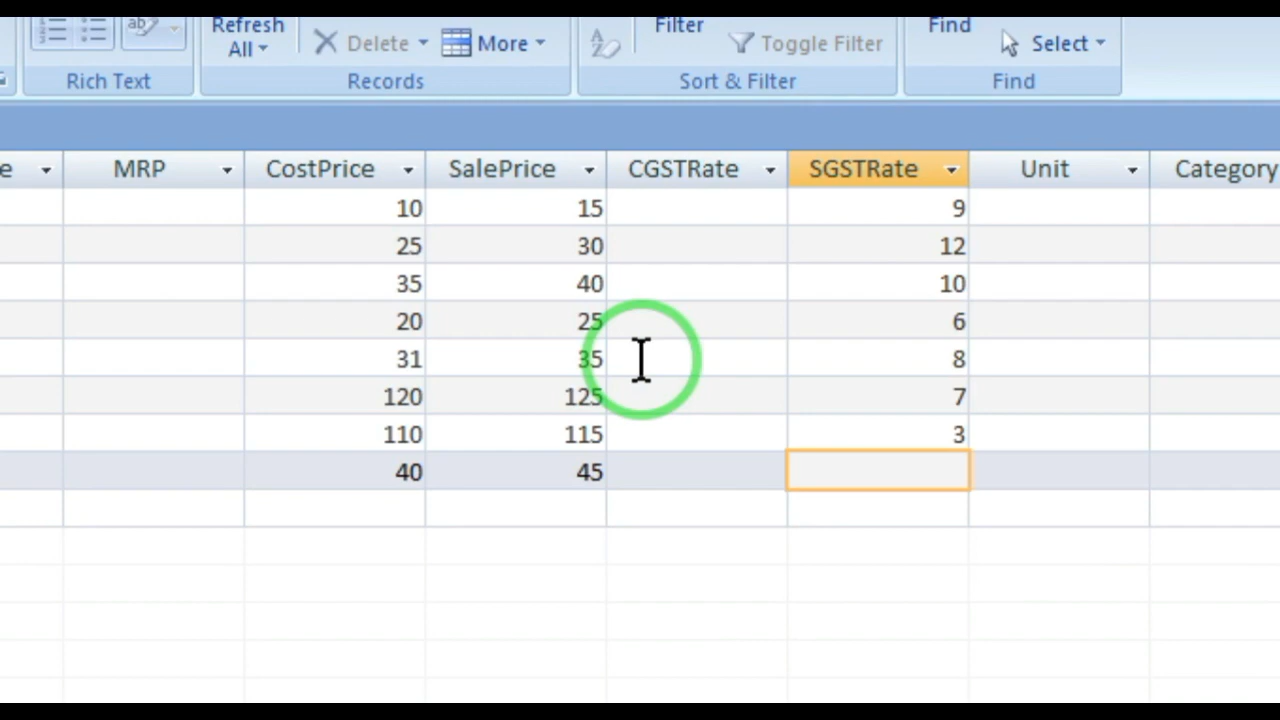 Refresh Filter Find
All Delete More Toggle Filter Select
Rich Text Records Sort & Filter Find
e MRP CostPrice SalePrice CGSTRate SGSTRate Unit Category
10 15 9
25 30 12
35 40 10
20 25 6
31 35 8
120 125 7
110 115 3
40 45